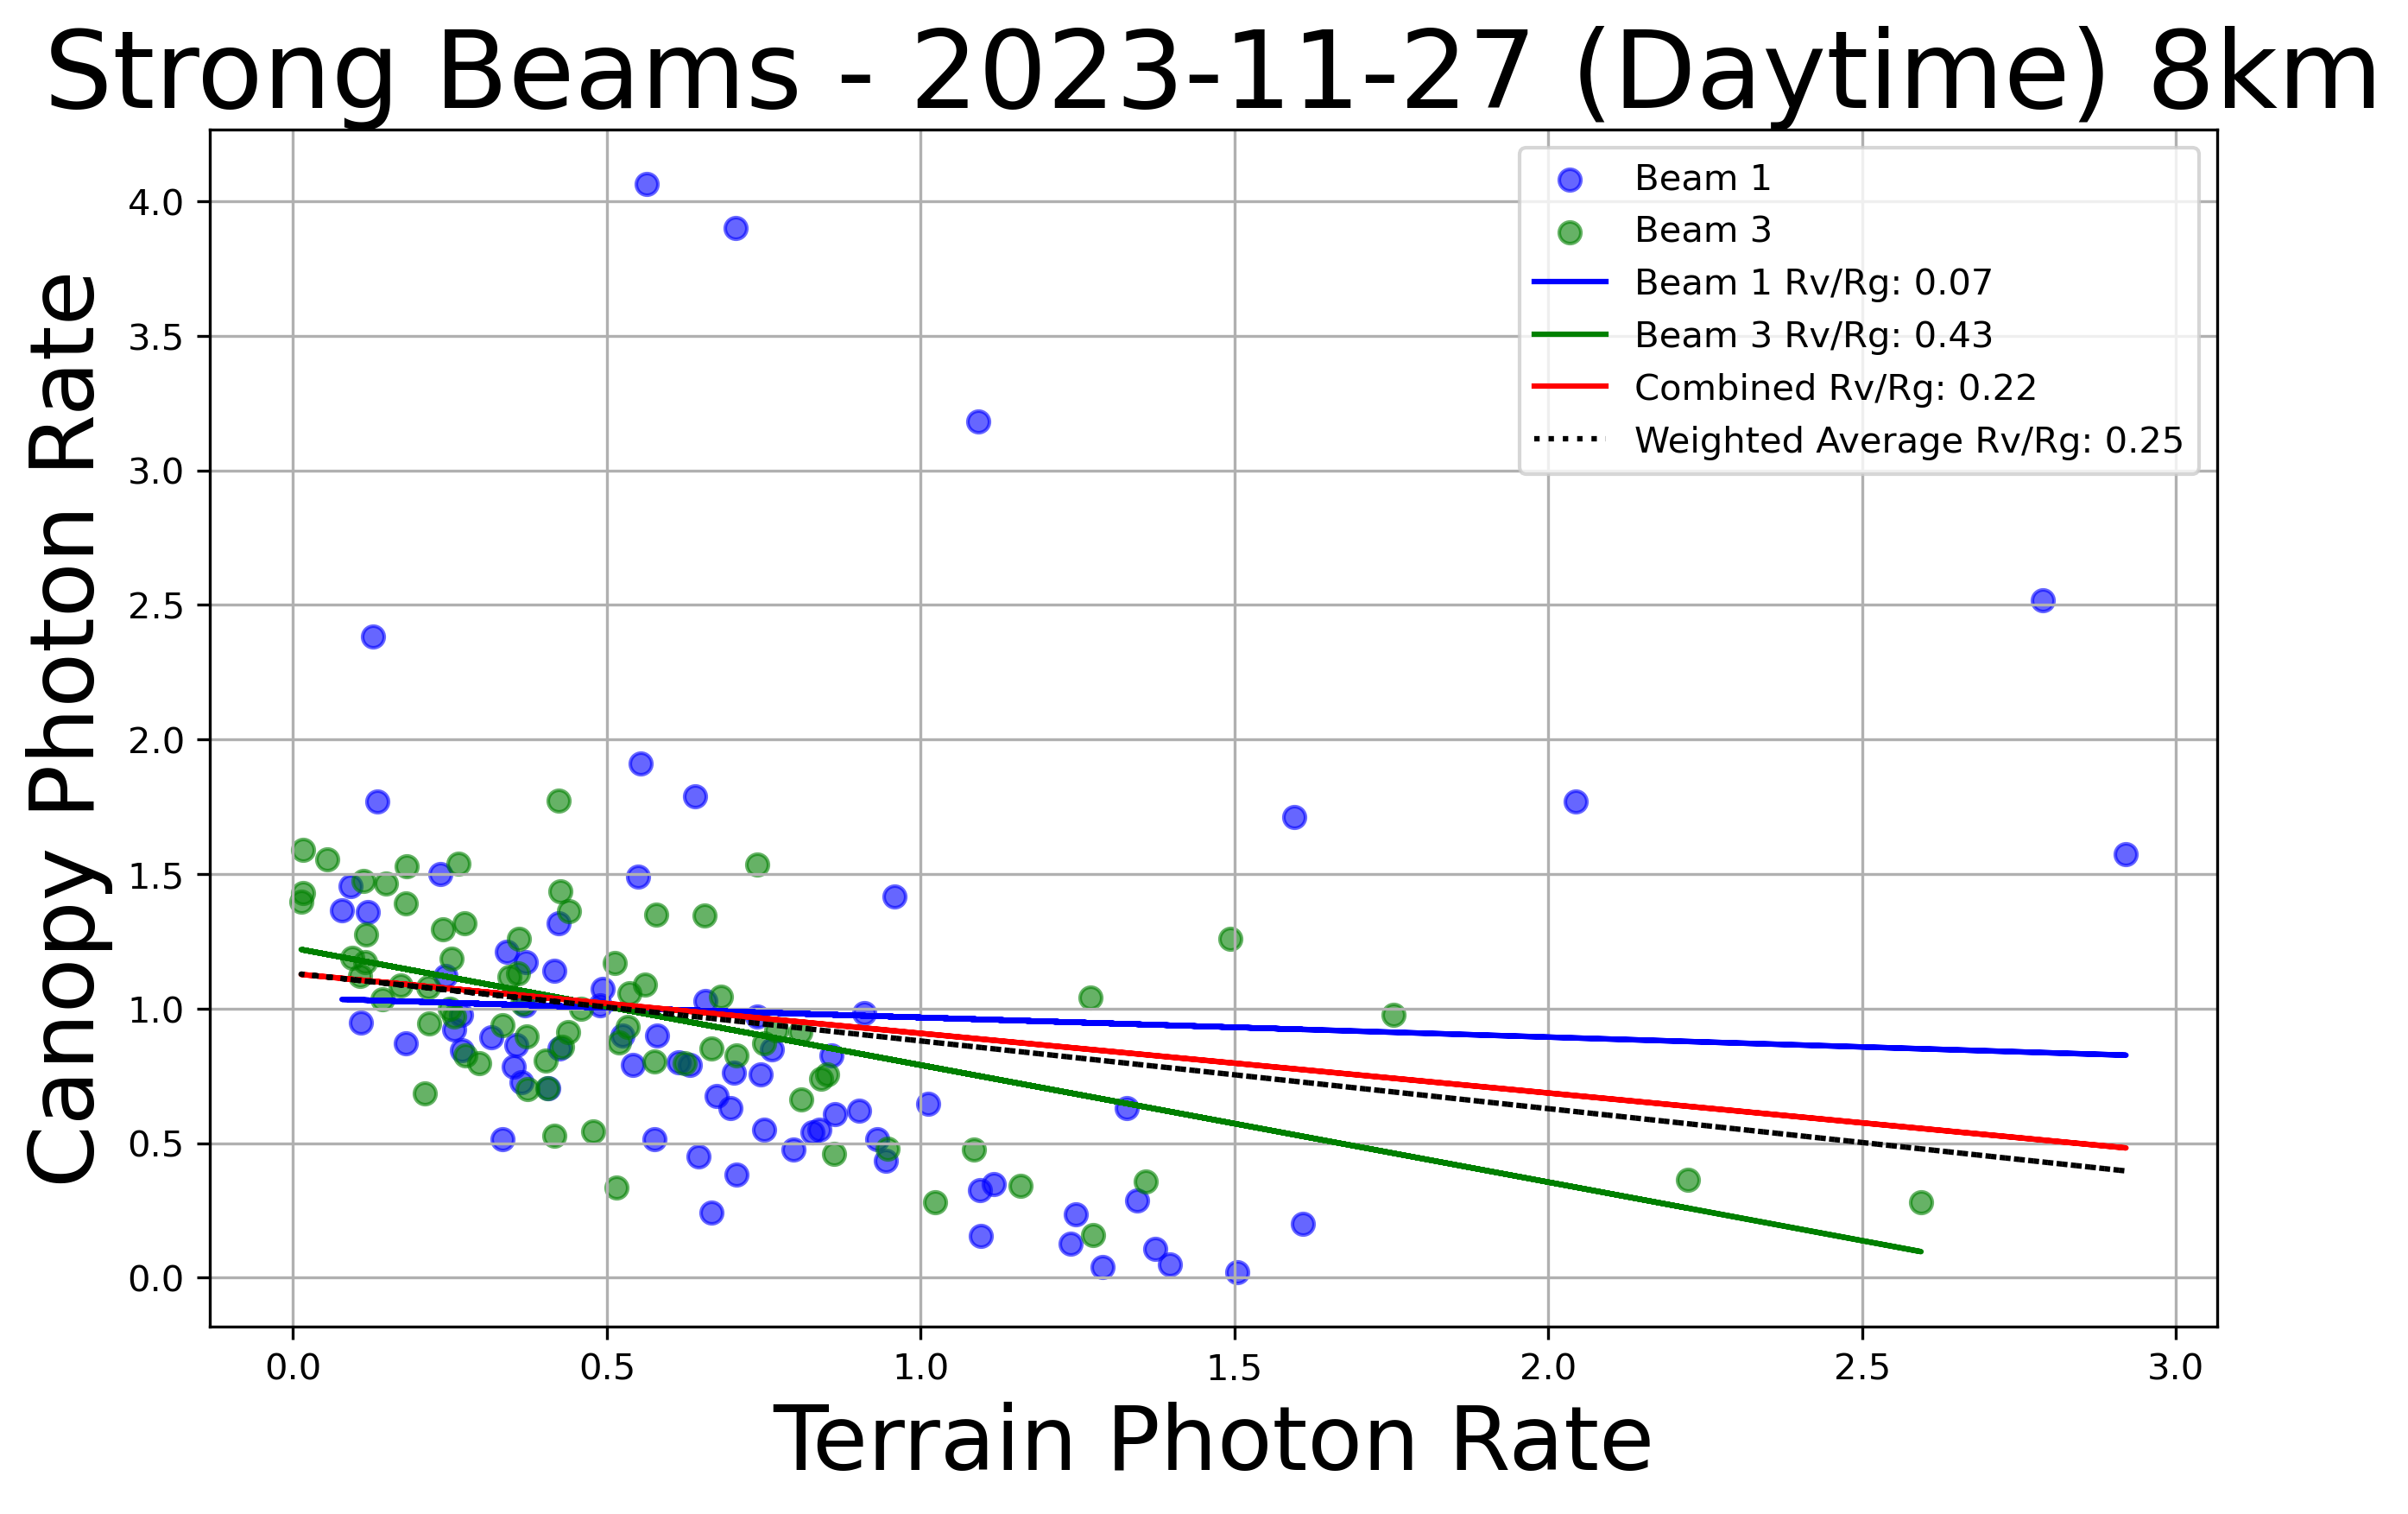 Strong Beams - 2023-11-27 (Daytime) 8km
Beam 1
Beam 3
Beam 1 Rv/Rg: 0.07
Beam 3 Rv/Rg: 0.43
Combined Rv/Rg: 0.22
Weighted Average Rv/Rg: 0.25
Canopy Photon Rate
4.0
3.5
3.0
2.5
2.0
1.5
1.0
0.5
0.0
0.0 0.5 1.0 1.5 2.0 2.5 3.0
Terrain Photon Rate